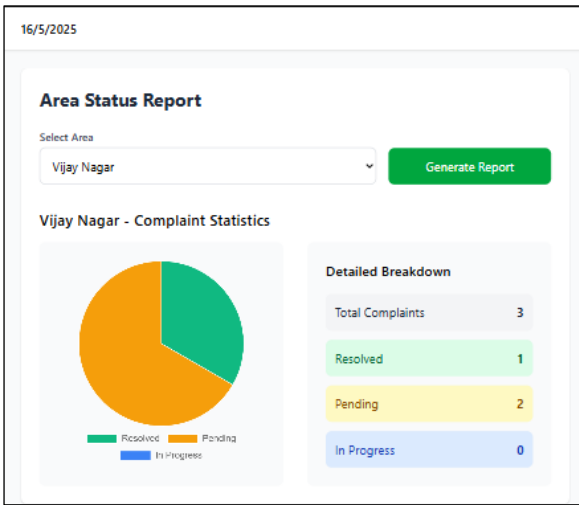 16/5/2025
Area Status Report
Select Area
Vijay Nagar
Generate Report
Vijay Nagar - Complaint Statistics
Resolved Pending
In Progress
Detailed Breakdown
Total Complaints 3
Resolved 1
Pending 2
In Progress 0